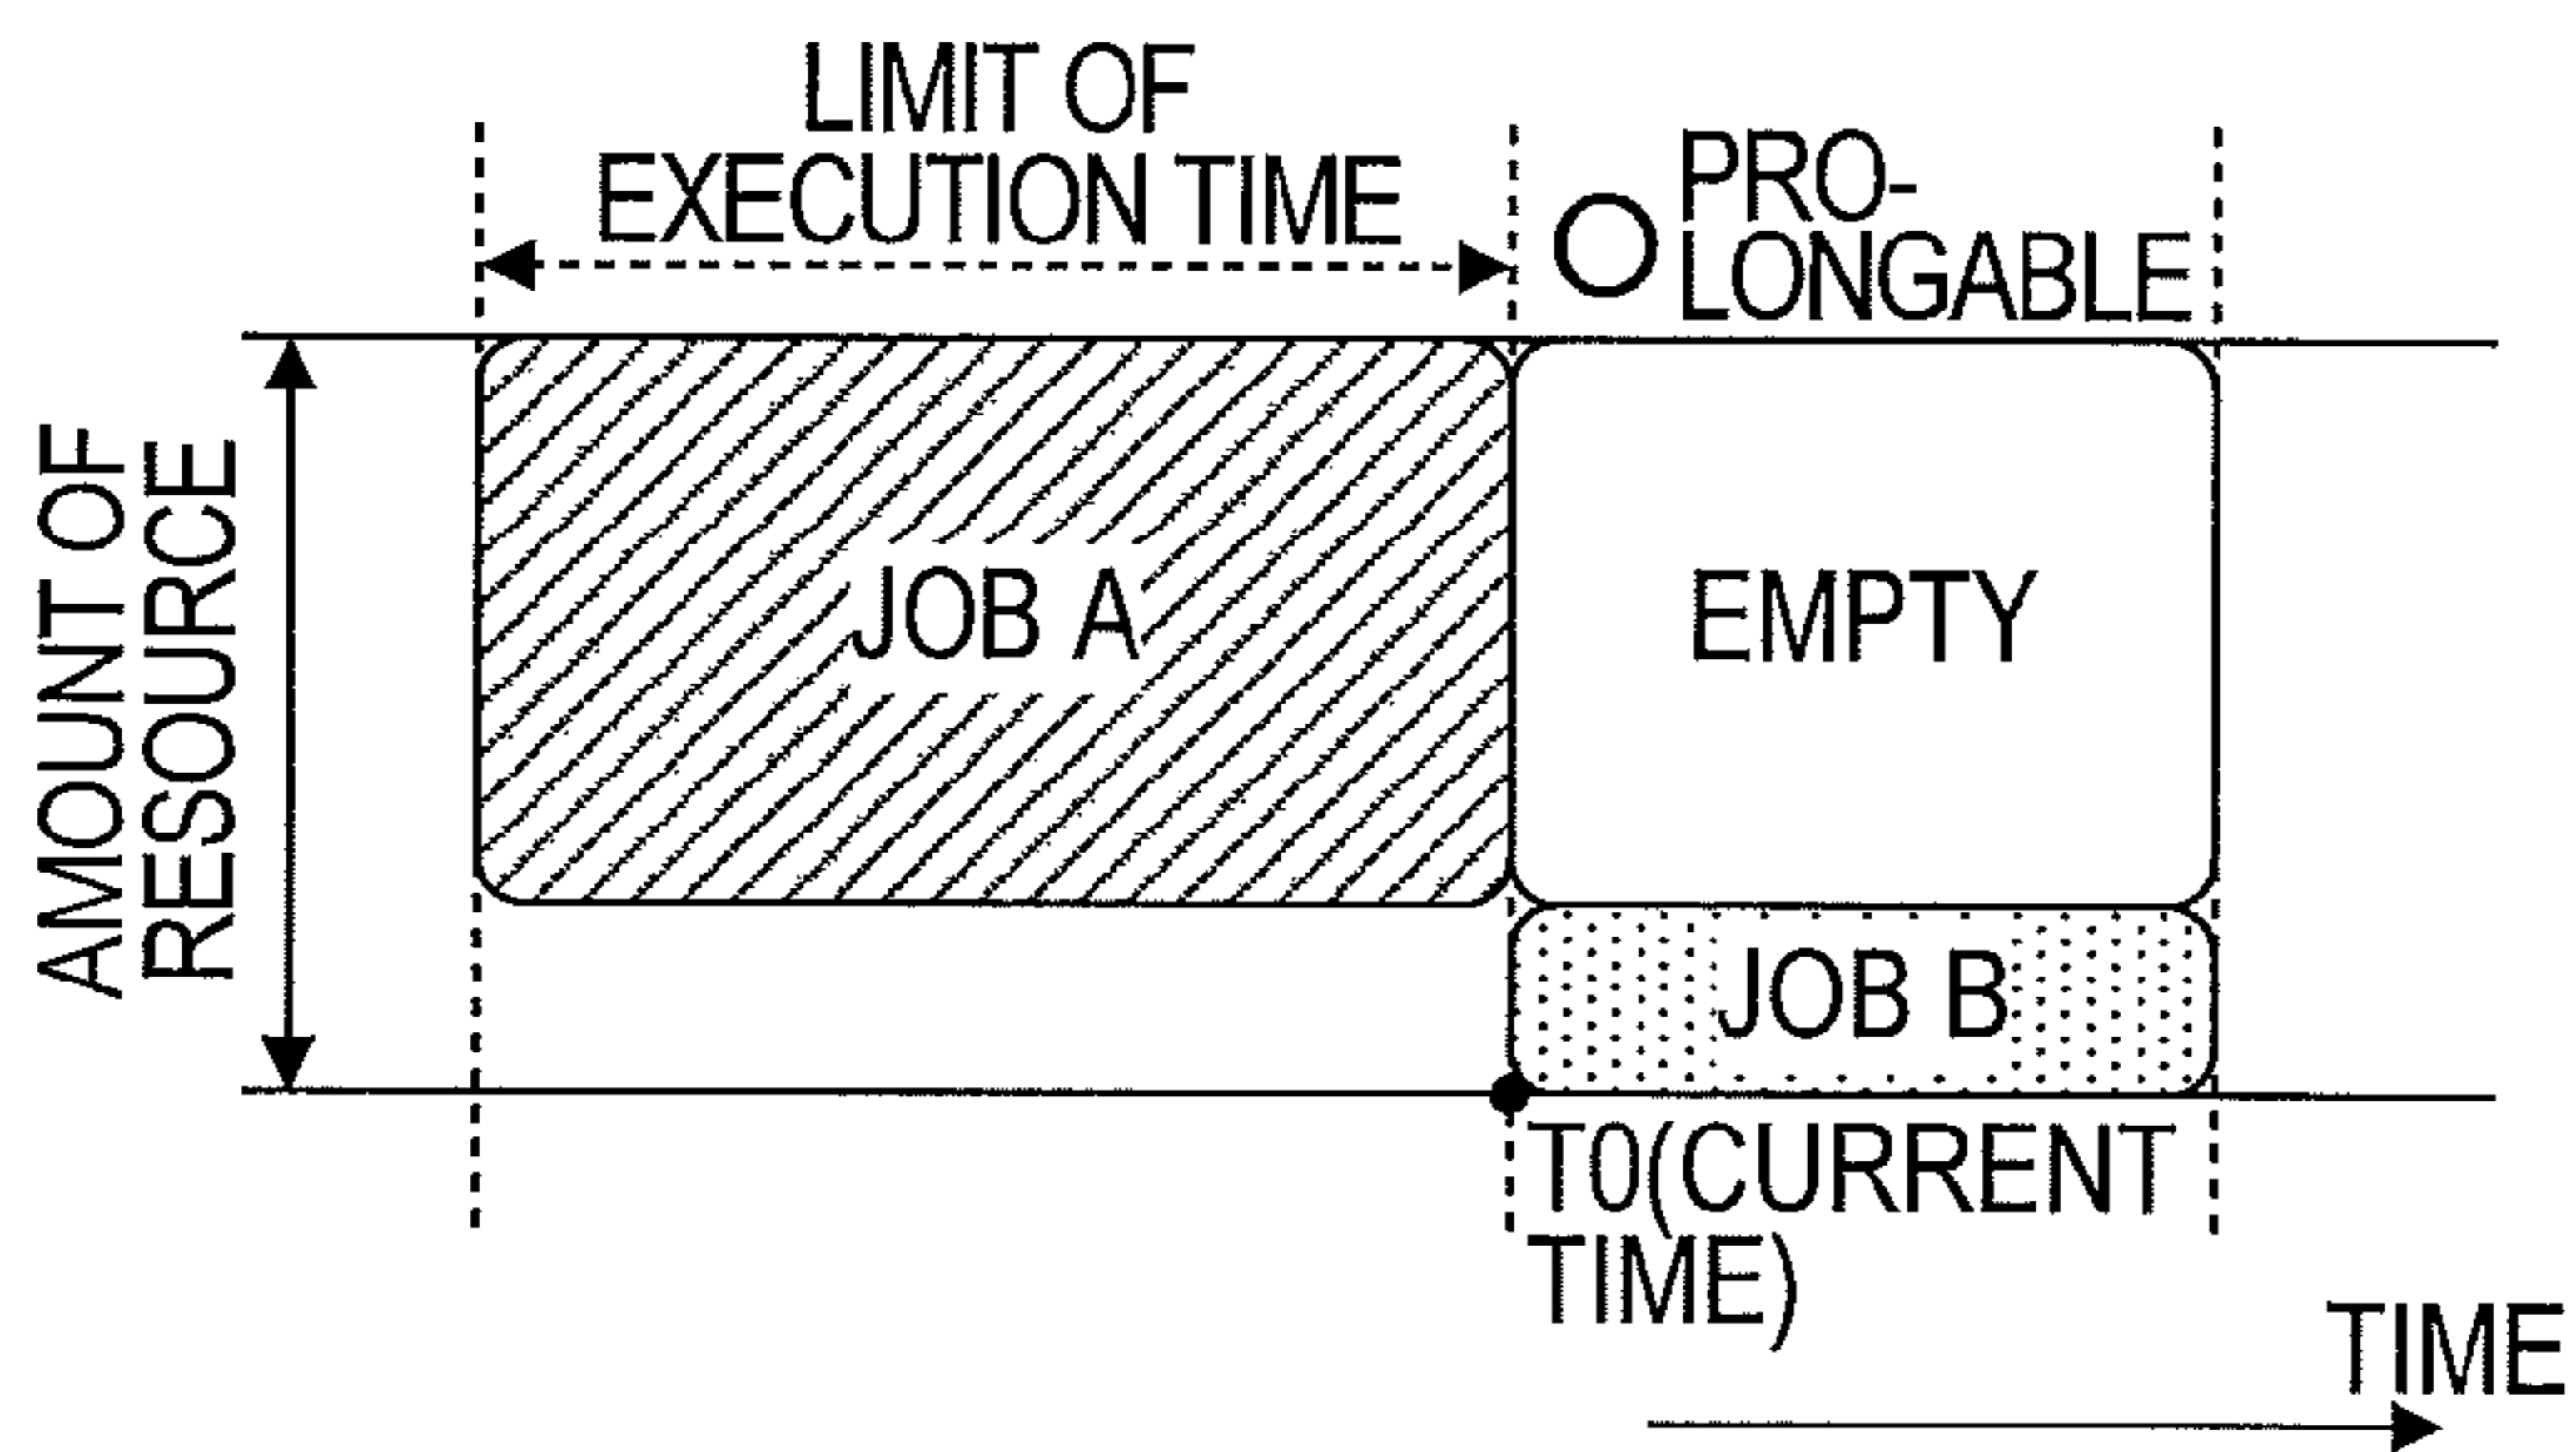 LIMIT OF
EXECUTION TIME
PRO-
LONGABLE
AMOUNT OF
RESOURCE
JOB A
EMPTY
JOB B
T0(CURRENT
TIME)
TIME